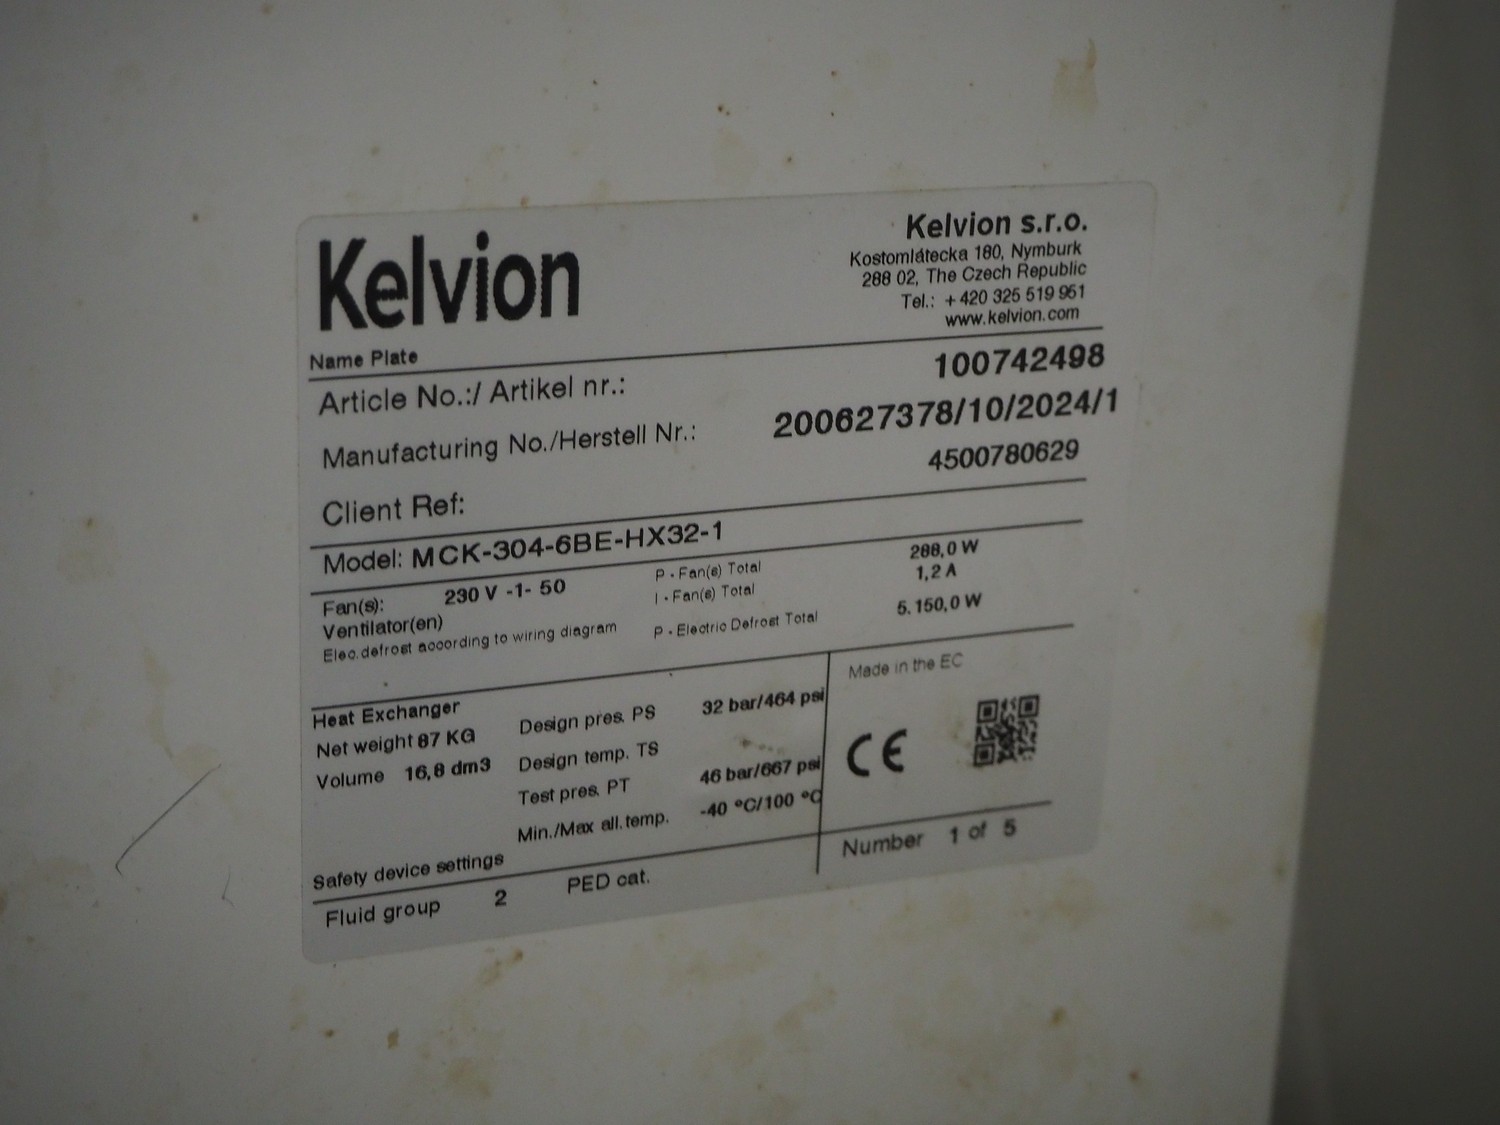 Kelvion
Kelvion s.r.o.
Kostomlátecka 180, Nymburk
288 02, The Czech Republic
Tel.: +420 325 519 961
www.kelvion.com
Name Plate
Article No.:/ Artikel nr.: 100742498
Manufacturing No./Herstell Nr.: 200627378/10/2024/1
Client Ref: 4500780629
Model: MCK-304-6BE-HX32-1
Fan(s): 230 V -1- 50 P - Fan(s) Total 288,0 W
Ventilator(en) I - Fan(s) Total 1,2 A
Elec.defrost according to wiring diagram P - Electric Defrost Total 5.150,0 W
Heat Exchanger
Net weight 87 KG Design pres. PS 32 bar/464 psi
Volume 16,8 dm3 Design temp. TS
Test pres. PT 46 bar/667 psi
Min./Max all.temp. -40 °C/100 °C
Made in the EC
CE
Safety device settings
Number 1 of 5
Fluid group 2 PED cat.